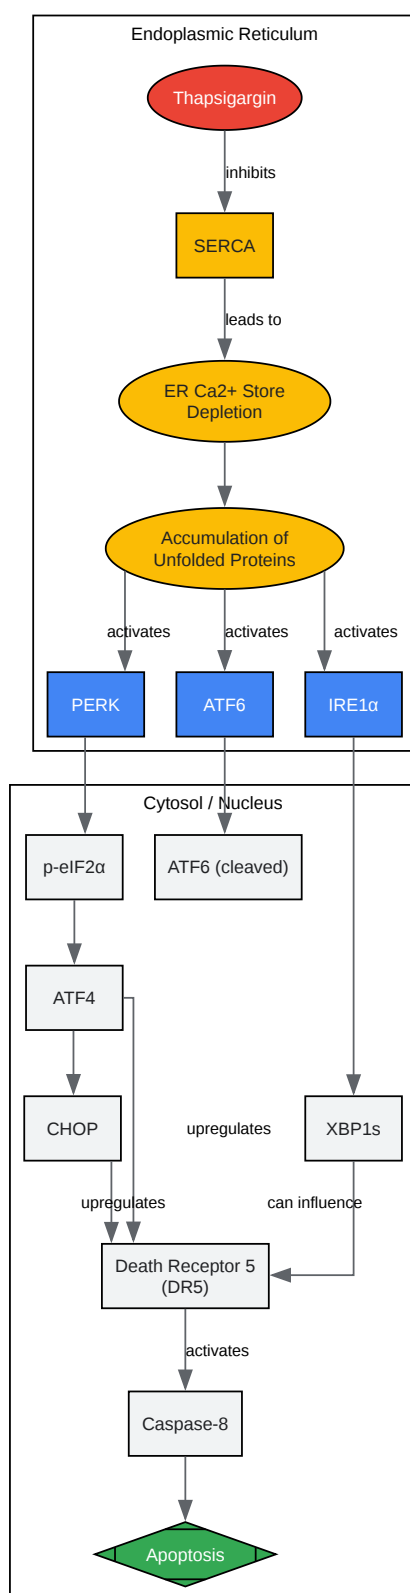 Endoplasmic Reticulum
Thapsigargin
inhibits
SERCA
leads to
ER Ca2+ Store
Depletion
Accumulation of
Unfolded Proteins
activates
activates
activates
PERK
ATF6
IRE1α
Cytosol / Nucleus
p-eIF2α
ATF6 (cleaved)
ATF4
CHOP
upregulates
XBP1s
upregulates
can influence
Death Receptor 5
(DR5)
activates
Caspase-8
Apoptosis